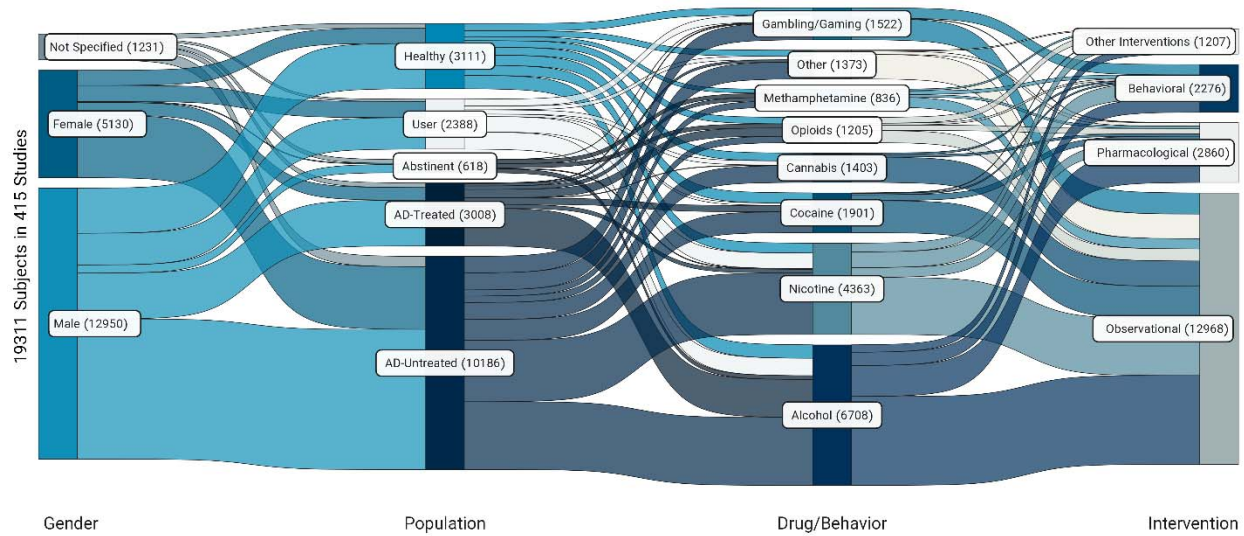 19311 Subjects in 415 Studies
Not Specified (1231)
Female (5130)
Male (12950)
Healthy (3111)
User (2388)
Abstinent (618)
AD-Treated (3008)
AD-Untreated (10186)
Gambling/Gaming (1522)
Other (1373)
Methamphetamine (836)
Opioids (1205)
Cannabis (1403)
Cocaine (1901)
Nicotine (4363)
Alcohol (6708)
Other Interventions (1207)
Behavioral (2276)
Pharmacological (2860)
Observational (12968)
Gender
Population
Drug/Behavior
Intervention